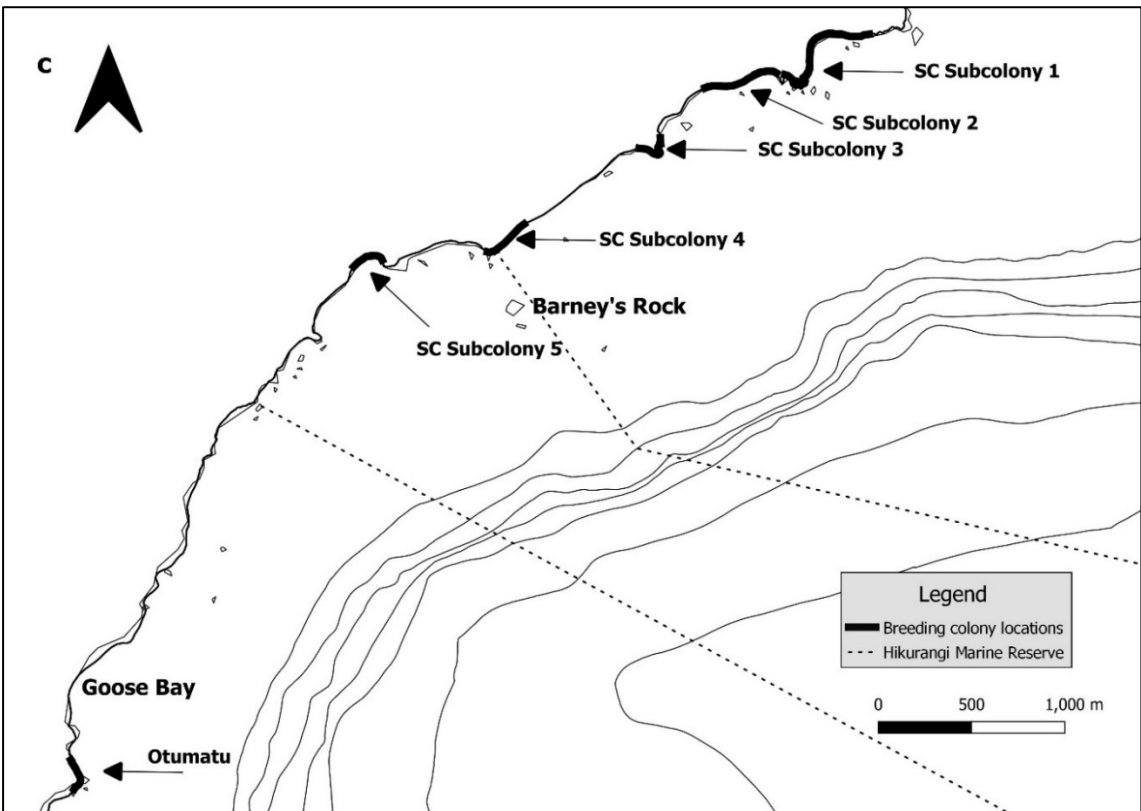 c
SC Subcolony 1
SC Subcolony 2
SC Subcolony 3
SC Subcolony 4
Barney's Rock
SC Subcolony 5
Legend
Breeding colony locations
Hikurangi Marine Reserve
0 500 1,000 m
Goose Bay
Otumatu